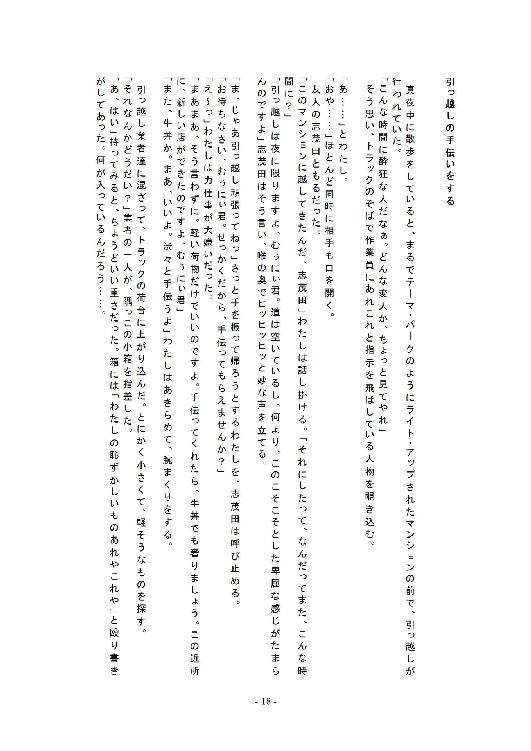 引っ越しの手伝いをする
　真夜中に散歩をしていると、まるでテーマ・パークのようにライト・アップされたマンションの前で、引っ越しが
行われていた。
「こんな時間に酔狂な人だなぁ。どんな変人か、ちょっと見てやれ」
　そう思い、トラックのそばで作業員にあれこれと指示を飛ばしている人物を覗き込む。
「あ……」とわたし。
「おや……」ほとんど同時に相手も口を開く。
　友人の志茂田ともるだった。
「このマンションに越してきたんだ、志茂田」わたしは話し掛ける。「それにしたって、なんだってまた、こんな時
間に？」
「引っ越しは夜に限りますよ、むぅにぃ君。道は空いているし、何より、このこそこそとした卑屈な感じがたまら
んのですよ」志茂田はそう言い、喉の奥でヒッヒッヒッと妙な声を立てる。
「ま、じゃあ引っ越し頑張ってねっ」さっと手を振って帰ろうとするわたしを、志茂田は呼び止める。
「お待ちなさい、むぅにぃ君。せっかくだから、手伝ってもらえませんか？」
「え～っ」わたしは力仕事が大嫌いだった。
「まあまあ、そう言わずに。軽い荷物だけでいいのですよ。手伝ってくれたら、牛丼でも奢りましょう。この近所
に、新しい店ができたのですよ、むぅにぃ君」
「また、牛丼か。まあ、いいよ。渋々と手伝うよ」わたしはあきらめて、腕まくりをする。
　引っ越し業者達に混ざって、トラックの荷台に上がり込んだ。とにかく小さくて、軽そうなものを探す。
「それなんかどうだい？」業者の一人が、隅っこの小箱を指差した。
「あ、はい」持ってみると、ちょうどいい重さだった。箱には「わたしの恥ずかしいものあれやこれや」と殴り書き
がしてあった。何が入っているんだろう……。
- 18 -